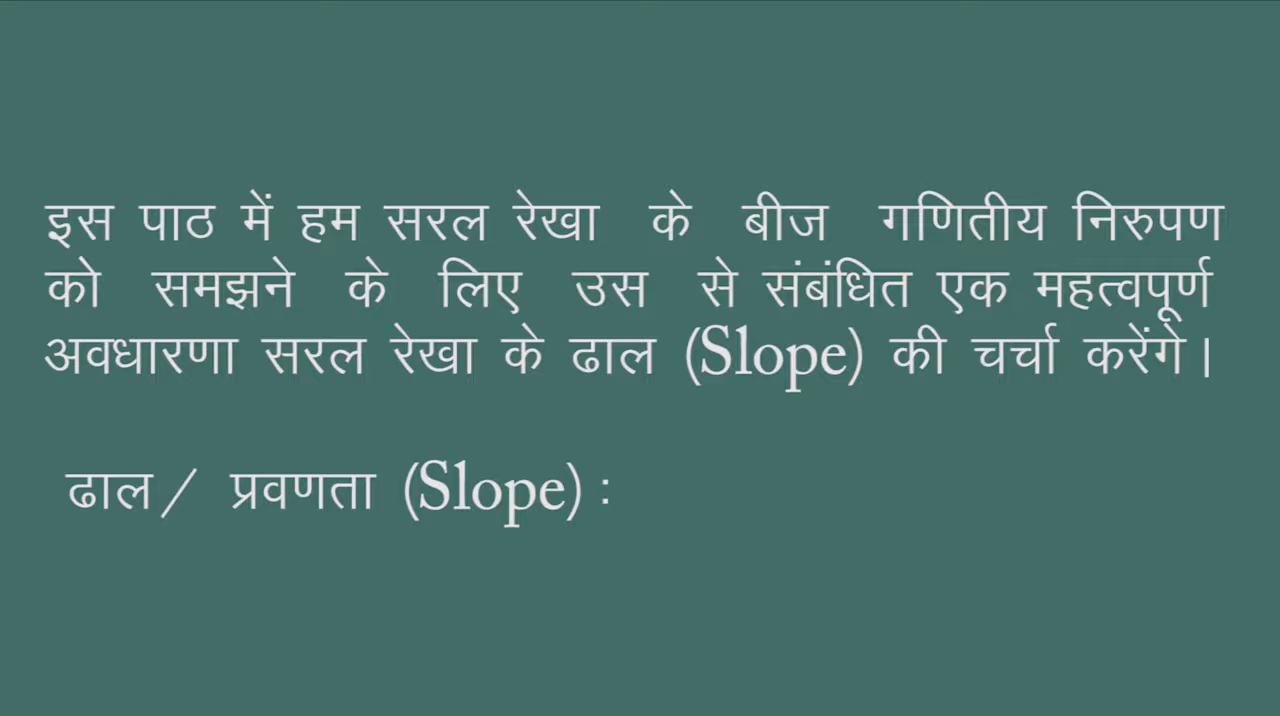 इस पाठ में हम सरल रेखा के बीज गणितीय निरुपण
को समझने के लिए उस से संबंधित एक महत्वपूर्ण
अवधारणा सरल रेखा के ढाल (Slope) की चर्चा करेंगे।
ढाल/ प्रवणता (Slope) :